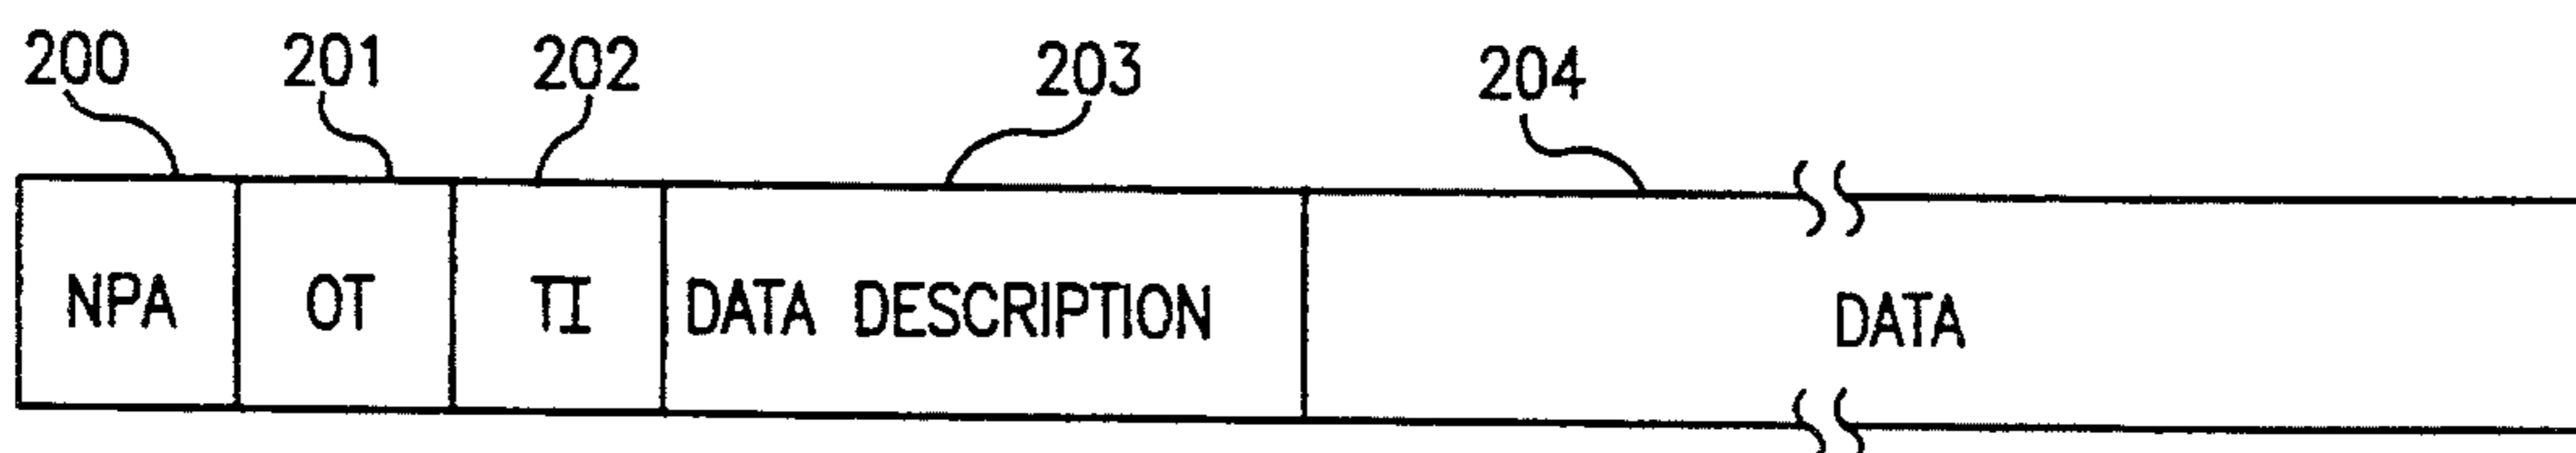 200 201 202 203 204
NPA OT TI DATA DESCRIPTION DATA